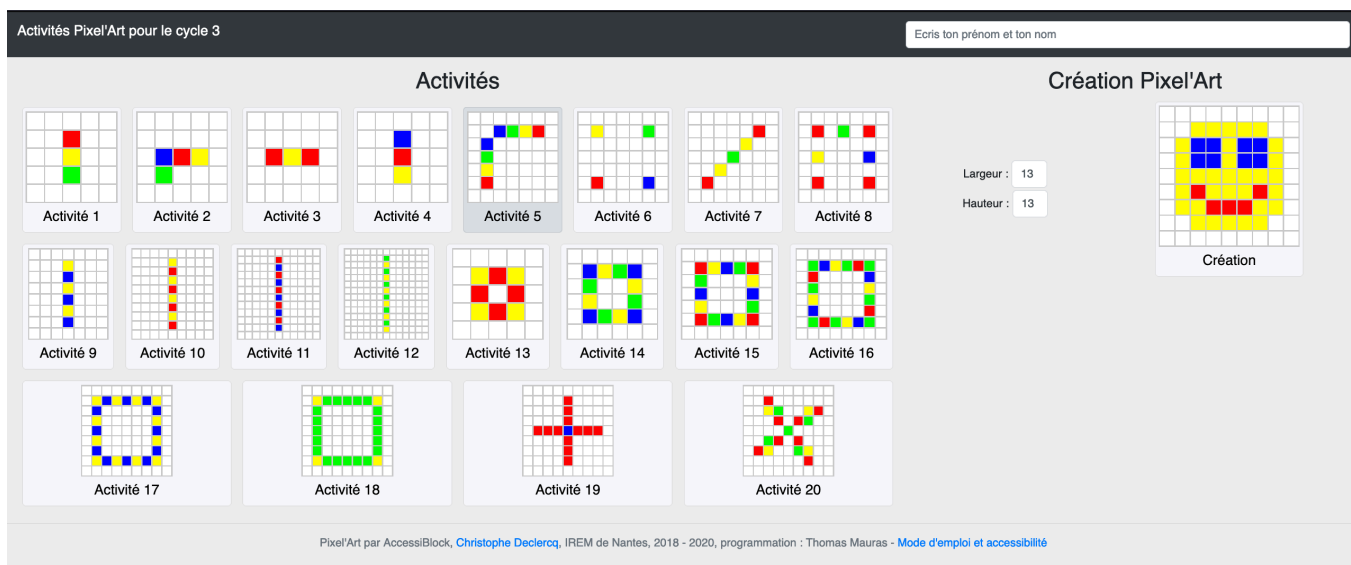 Activités Pixel'Art pour le cycle 3
Ecris ton prénom et ton nom
Activités
Création Pixel'Art
Activité 1
Activité 2
Activité 3
Activité 4
Activité 5
Activité 6
Activité 7
Activité 8
Largeur : 13
Hauteur : 13
Création
Activité 9
Activité 10
Activité 11
Activité 12
Activité 13
Activité 14
Activité 15
Activité 16
Activité 17
Activité 18
Activité 19
Activité 20
Pixel'Art par AccessiBlock, Christophe Declercq, IREM de Nantes, 2018 - 2020, programmation : Thomas Mauras - Mode d'emploi et accessibilité